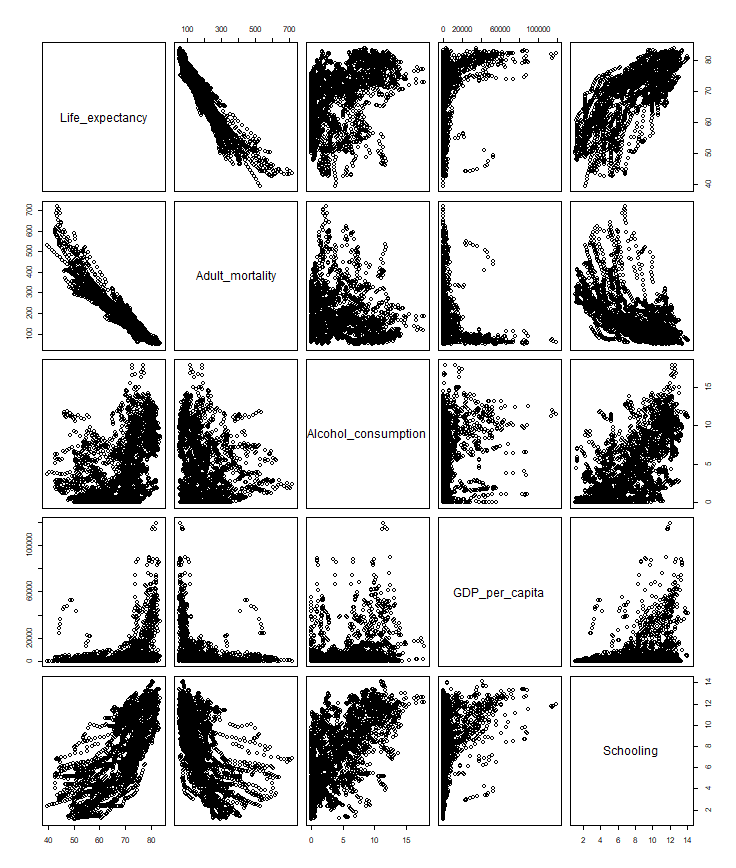 100 300 500 700
0 20000 60000 100000
Life_expectancy
40 50 60 70 80
100 200 300 400 500 600 700
Adult_mortality
Alcohol_consumption
0 5 10 15
0 20000 60000 100000
GDP_per_capita
Schooling
2 4 6 8 10 12 14
40 50 60 70 80
0 5 10 15
2 4 6 8 10 12 14